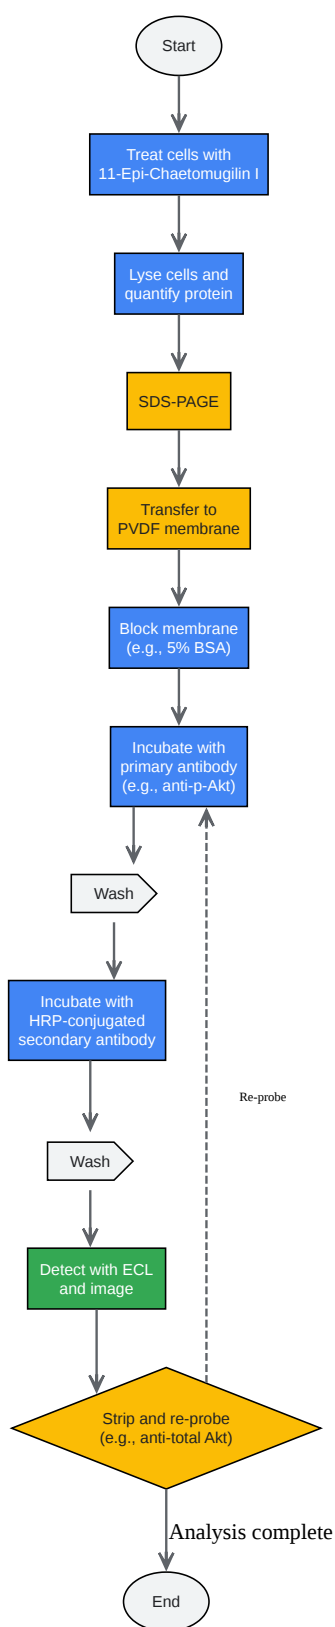 Start
Treat cells with
11-Epi-Chaetomugilin I
Lyse cells and
quantify protein
SDS-PAGE
Transfer to
PVDF membrane
Block membrane
(e.g., 5% BSA)
Incubate with
primary antibody
(e.g., anti-p-Akt)
Wash
Incubate with
HRP-conjugated
secondary antibody
Re-probe
Wash
Detect with ECL
and image
Strip and re-probe
(e.g., anti-total Akt)
Analysis complete
End